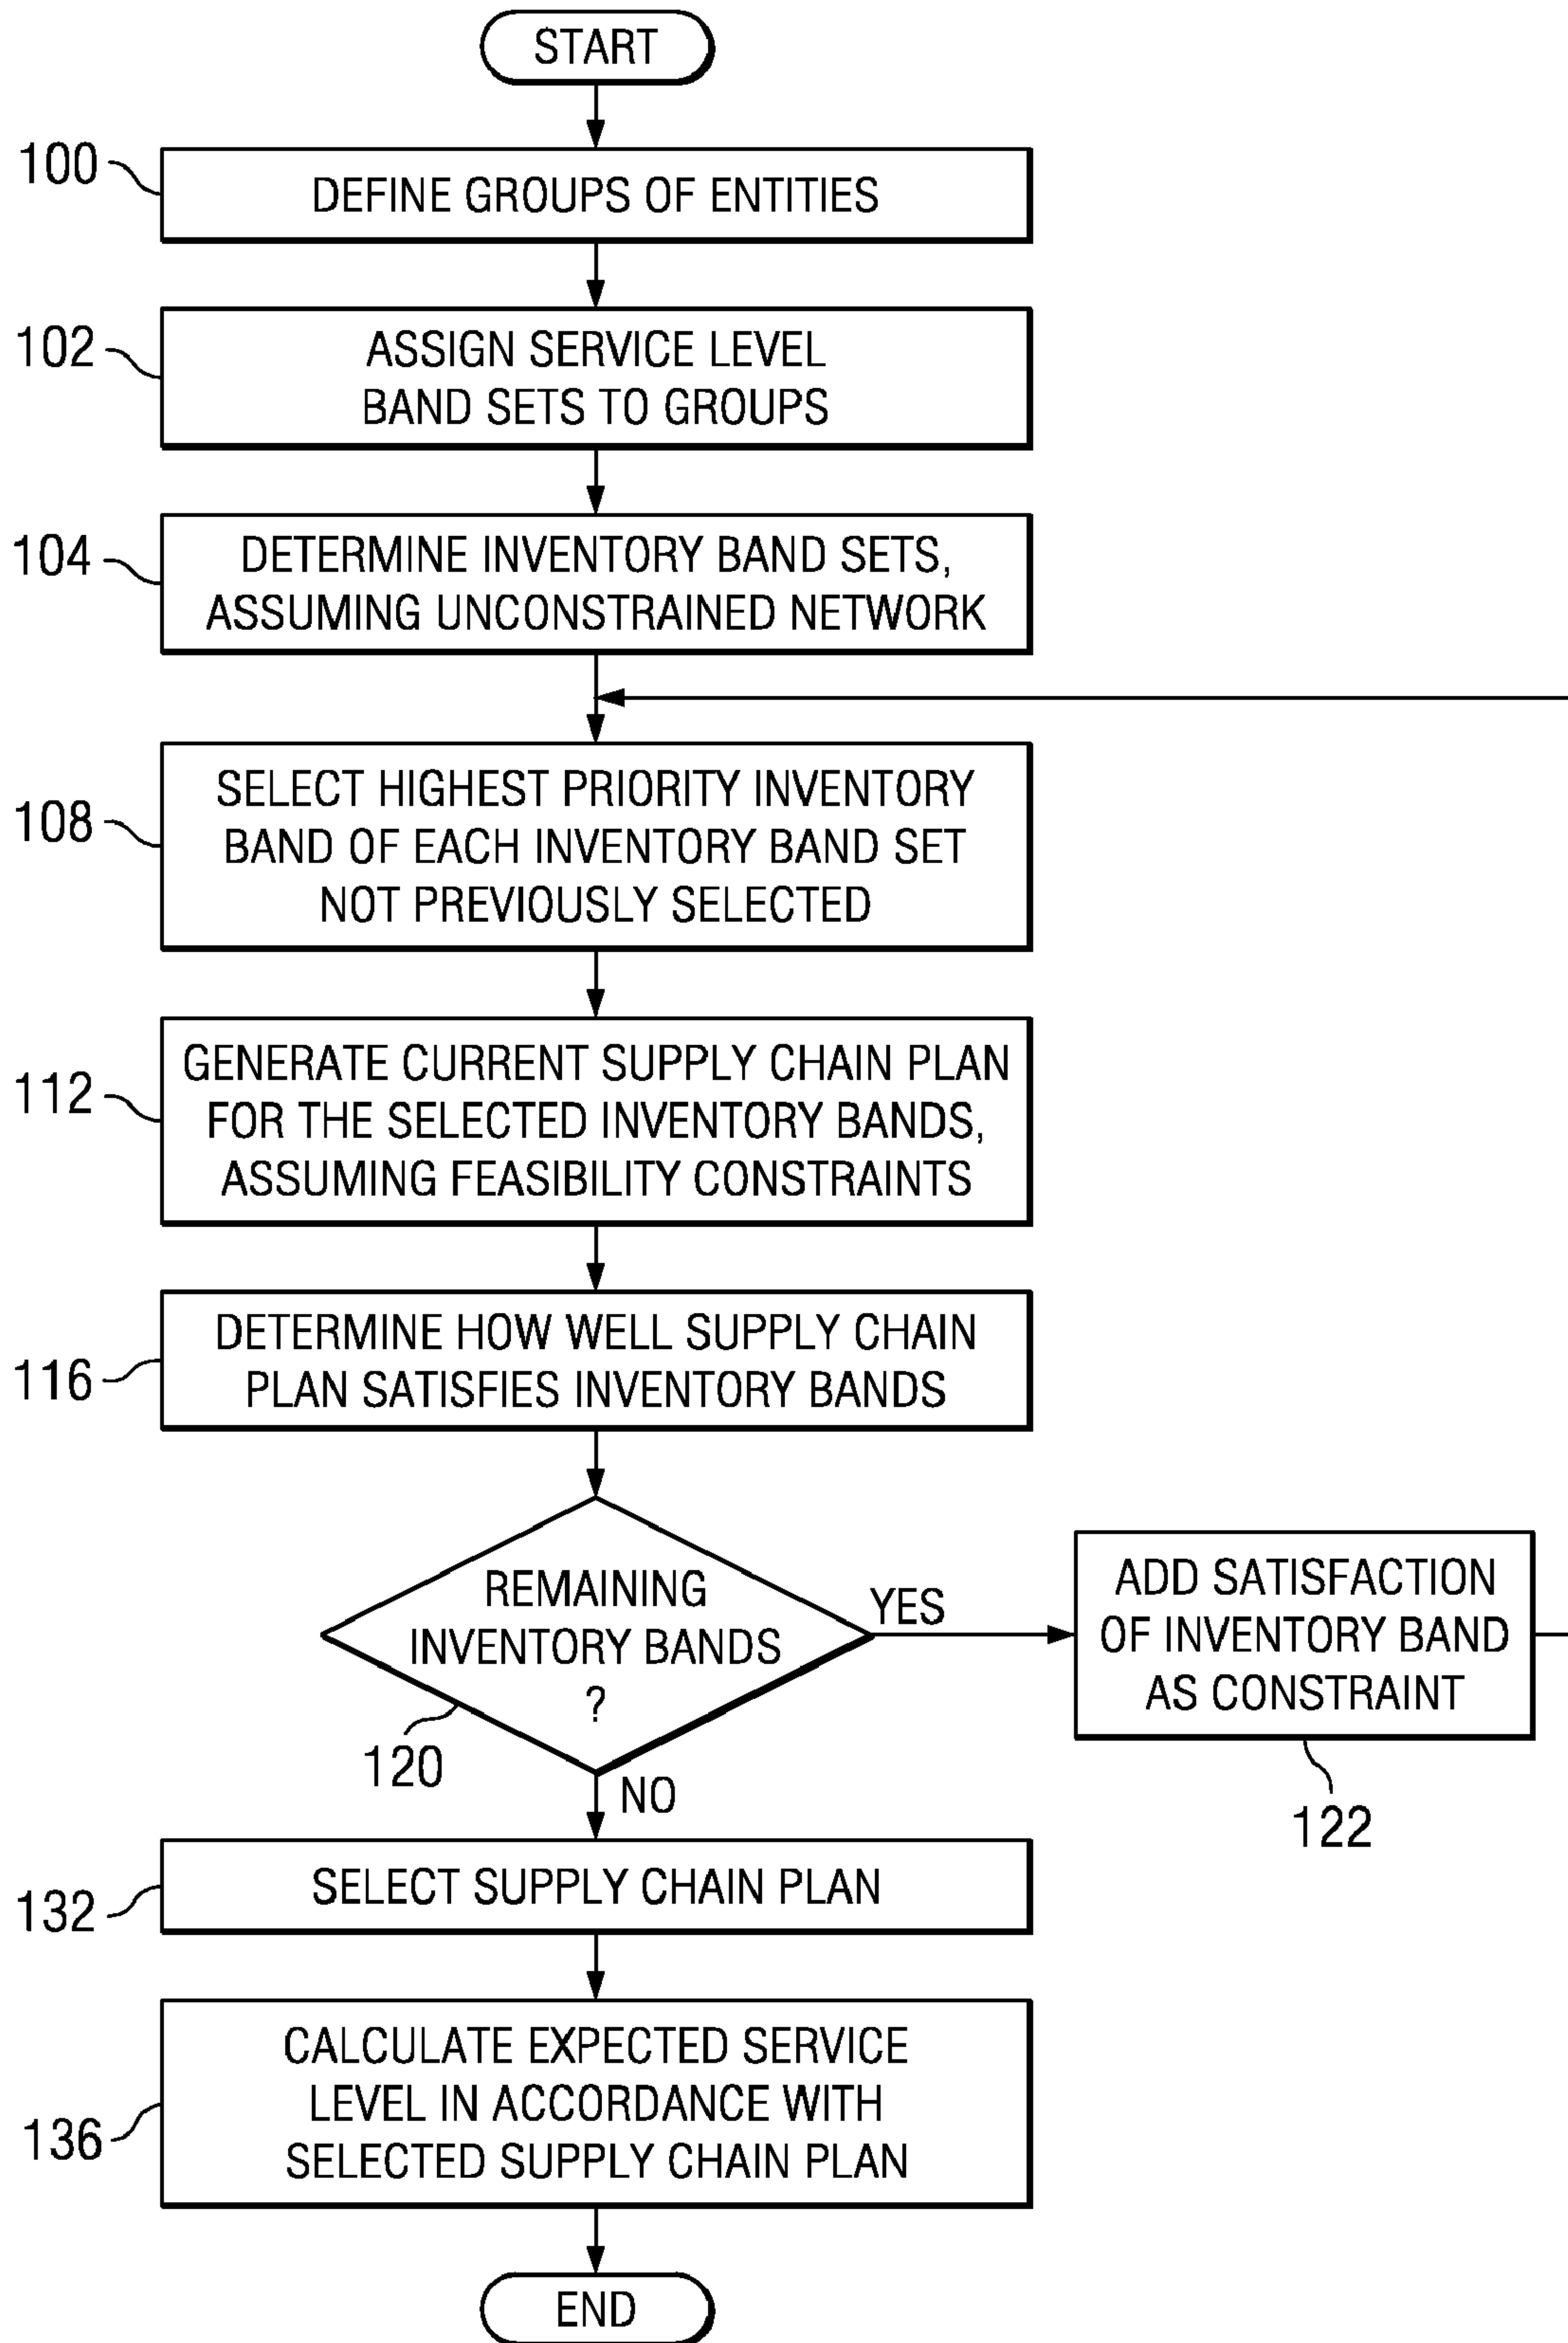 START
100
DEFINE GROUPS OF ENTITIES
102
ASSIGN SERVICE LEVEL
BAND SETS TO GROUPS
104
DETERMINE INVENTORY BAND SETS,
ASSUMING UNCONSTRAINED NETWORK
108
SELECT HIGHEST PRIORITY INVENTORY
BAND OF EACH INVENTORY BAND SET
NOT PREVIOUSLY SELECTED
112
GENERATE CURRENT SUPPLY CHAIN PLAN
FOR THE SELECTED INVENTORY BANDS,
ASSUMING FEASIBILITY CONSTRAINTS
116
DETERMINE HOW WELL SUPPLY CHAIN
PLAN SATISFIES INVENTORY BANDS
REMAINING
INVENTORY BANDS
?
120
YES
ADD SATISFACTION
OF INVENTORY BAND
AS CONSTRAINT
122
NO
132
SELECT SUPPLY CHAIN PLAN
136
CALCULATE EXPECTED SERVICE
LEVEL IN ACCORDANCE WITH
SELECTED SUPPLY CHAIN PLAN
END